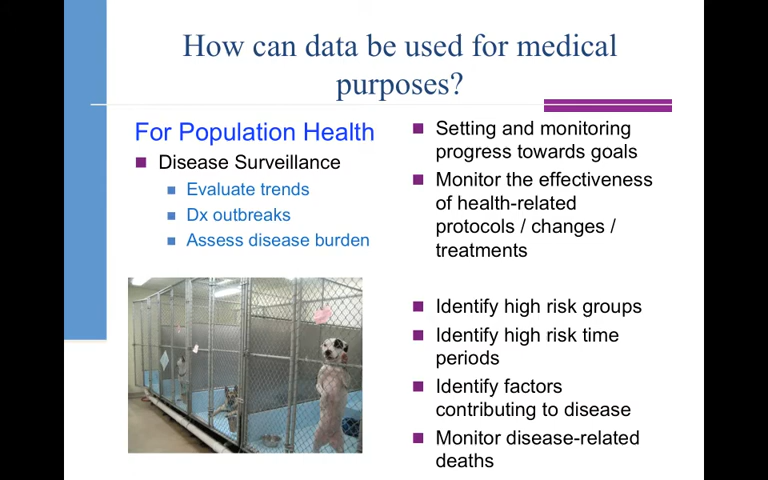 How can data be used for medical
purposes?
For Population Health
Disease Surveillance
Evaluate trends
Dx outbreaks
Assess disease burden
Setting and monitoring
progress towards goals
Monitor the effectiveness
of health-related
protocols / changes /
treatments
Identify high risk groups
Identify high risk time
periods
Identify factors
contributing to disease
Monitor disease-related
deaths